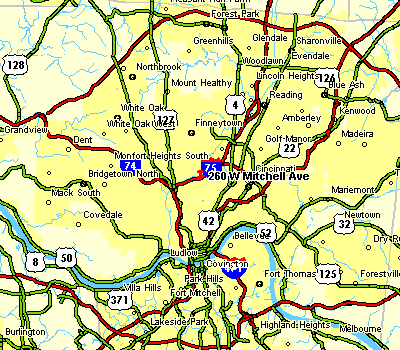 Forest Park
Glendale
Sharonville
Greenhills
Evendale
Woodlawn
128
Northbrook
Lincoln Heights
126
Mount Healthy
Blue Ash
Reading
4
White Oak
Kenwood
127
Amberley
Grandview
White Oak West
Finneytown
Madeira
Dent
Golf Manor
22
Monfort Heights South
74
75
Cincinnati
Bridgetown North
260 W Mitchell Ave
Mack South
Mariemont
Covedale
42
Newtown
32
52
Bellevue
Dry R
50
Ludlow
8
Covington
Fort Thomas
125
Forestville
Park Hills
Villa Hills
Fort Mitchell
371
Lakeside Park
Highland Heights
Burlington
Melbourne